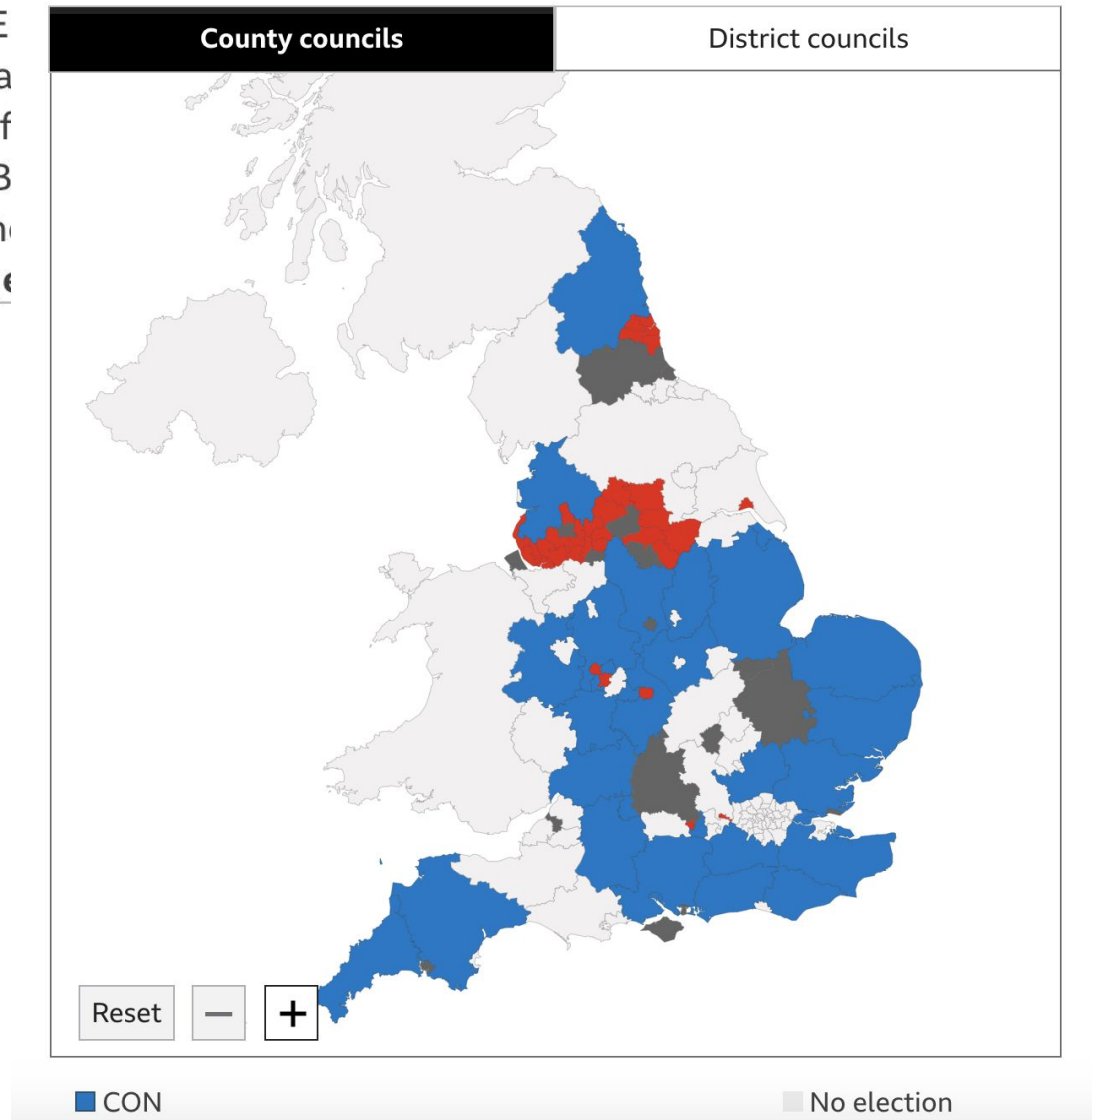 County councils
District councils
Reset
−
+
CON
No election